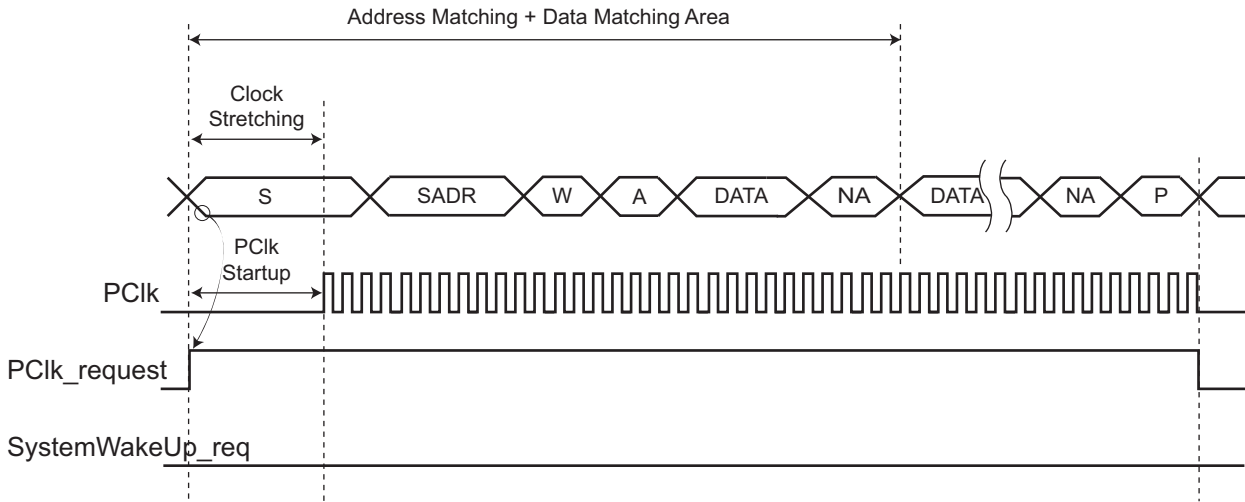 Address Matching + Data Matching Area
Clock
Stretching
S SADR W A DATA NA DATA NA P
PClk
Startup
PClk
PClk_request
SystemWakeUp_req